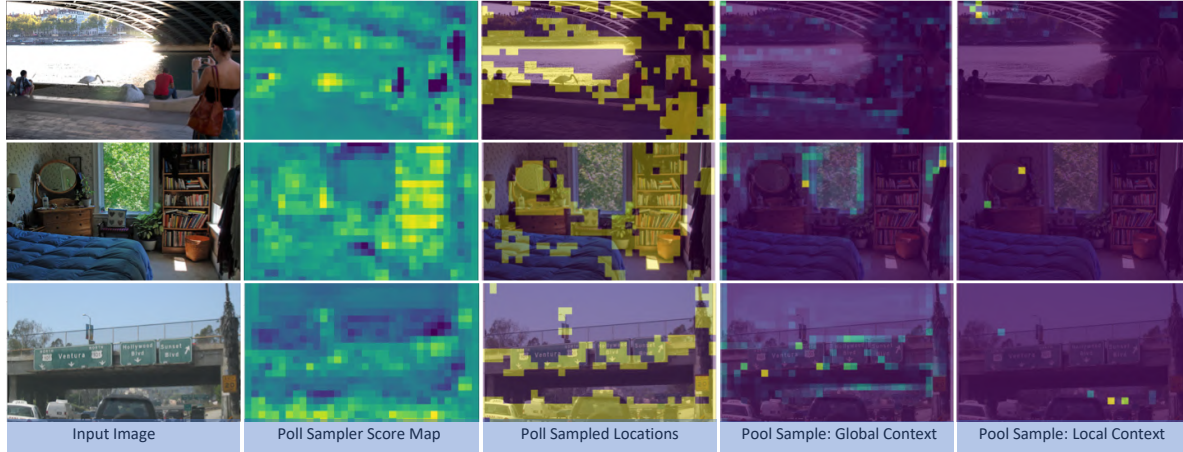 Ventura
Hollywood
Blvd
Sunset
Blvd
Input Image
Poll Sampler Score Map
Poll Sampled Locations
Pool Sample: Global Context
Pool Sample: Local Context